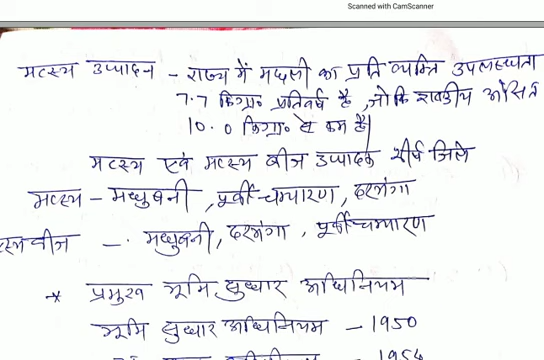 Scanned with CamScanner
मत्स्य उत्पादन - राज्य में मछली का प्रति व्यक्ति उपलब्धता
7.7 किग्रा० प्रतिवर्ष है, जो कि राष्ट्रीय औसत
10.0 किग्रा० से कम है।
मत्स्य एवं मत्स्य बीज उत्पादक शीर्ष जिले
मत्स्य - मधुबनी, पूर्वी-चम्पारण, दरभंगा
मधुबनी, दरभंगा, पूर्वी-चम्पारण
* प्रमुख भूमि सुधार अधिनियम
भूमि सुधार अधिनियम - 1950